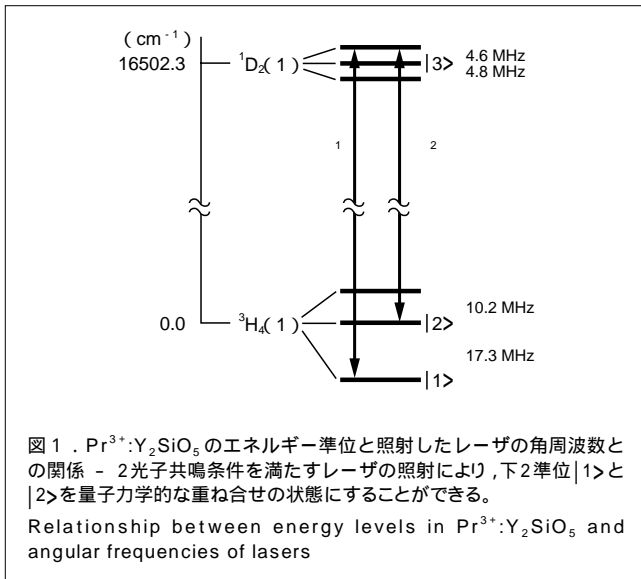 (cm⁻¹)
16502.3 ¹D₂(1) |3> 4.6 MHz
4.8 MHz
1 2
10.2 MHz
0.0 ³H₄(1) |2>
17.3 MHz
|1>
図1．Pr³⁺:Y₂SiO₅のエネルギー準位と照射したレーザの角周波数と
の関係 － 2光子共鳴条件を満たすレーザの照射により，下2準位|1>と
|2>を量子力学的な重ね合せの状態にすることができる。
Relationship between energy levels in Pr³⁺:Y₂SiO₅ and
angular frequencies of lasers